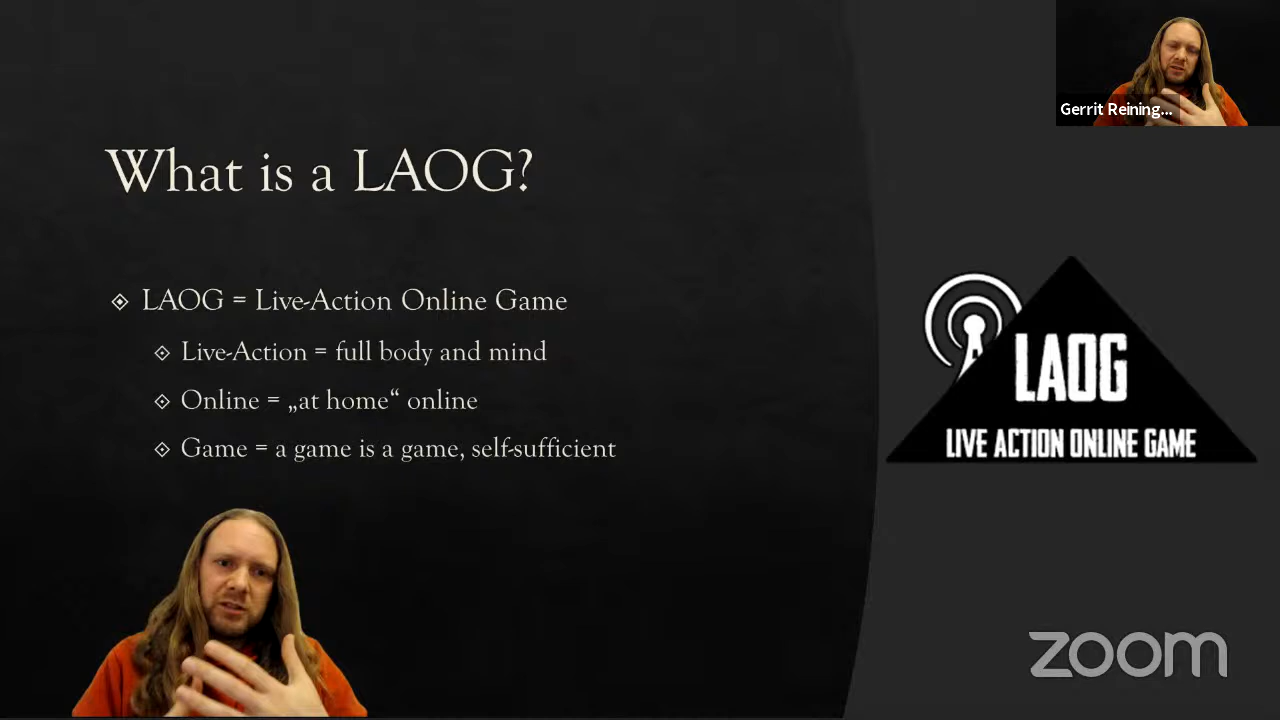 Gerrit Reining...
What is a LAOG?
LAOG = Live-Action Online Game
Live-Action = full body and mind
Online = „at home“ online
Game = a game is a game, self-sufficient
LAOG
LIVE ACTION ONLINE GAME
zoom